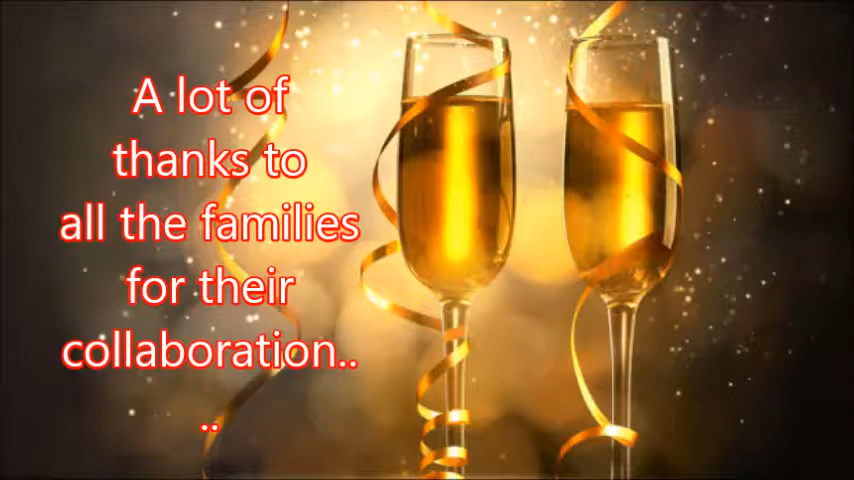 A lot of
thanks to
all the families
for their
collaboration..
..